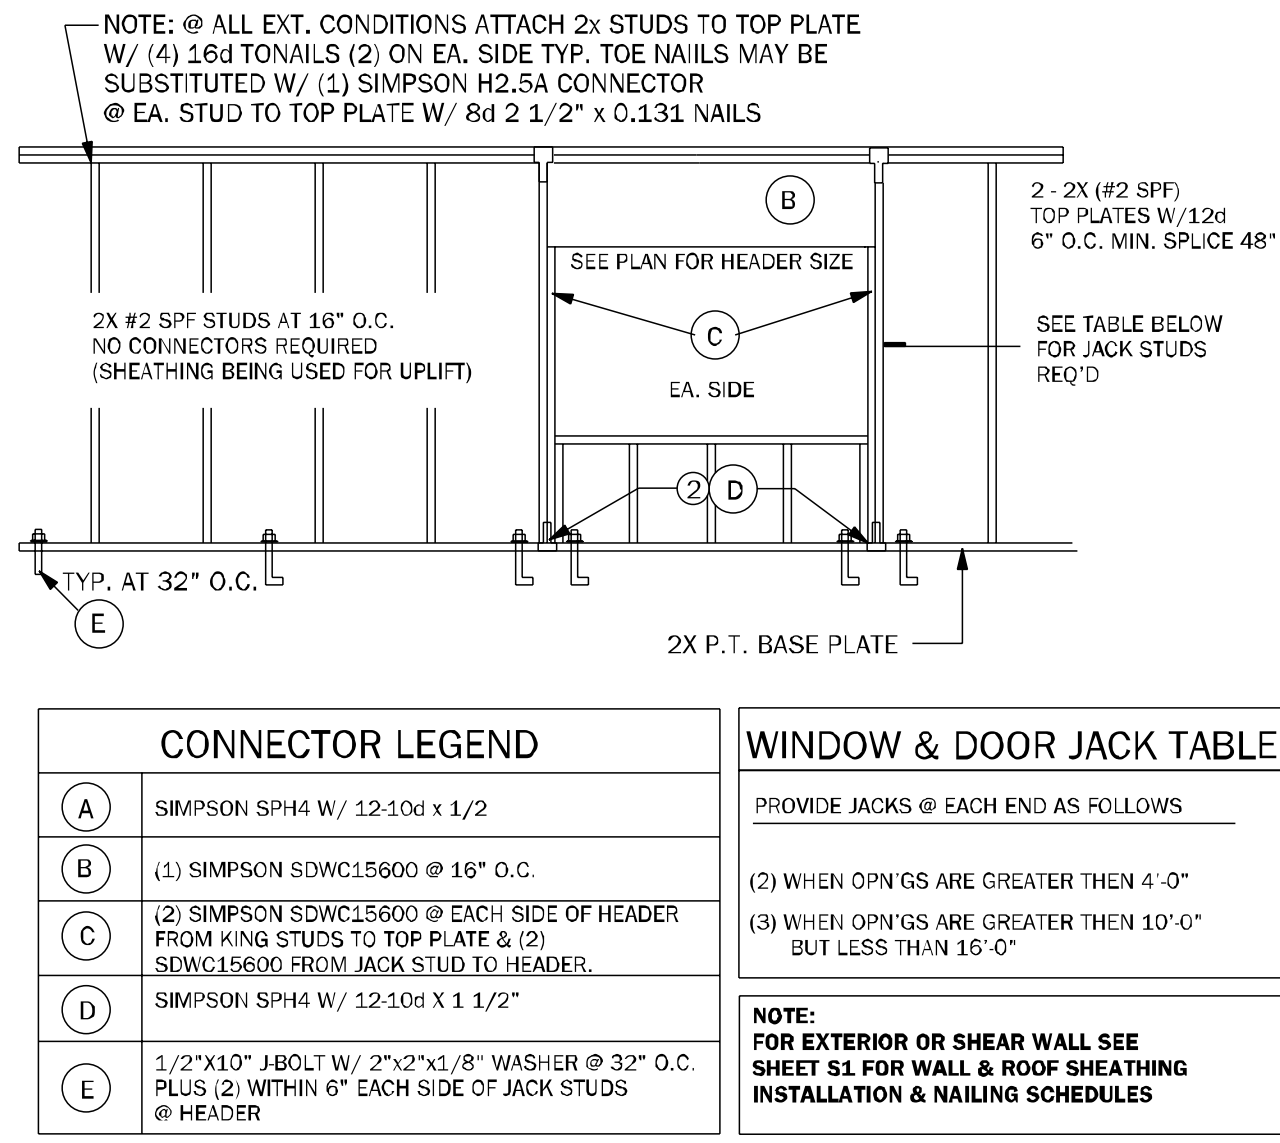 NOTE: @ ALL EXT. CONDITIONS ATTACH 2x STUDS TO TOP PLATE
W/ (4) 16d TONAILS (2) ON EA. SIDE TYP. TOE NAIILS MAY BE
SUBSTITUTED W/ (1) SIMPSON H2.5A CONNECTOR
@ EA. STUD TO TOP PLATE W/ 8d 2 1/2" x 0.131 NAILS
B
2 - 2X (#2 SPF)
TOP PLATES W/12d
6" O.C. MIN. SPLICE 48"
SEE PLAN FOR HEADER SIZE
2X #2 SPF STUDS AT 16" O.C.
NO CONNECTORS REQUIRED
(SHEATHING BEING USED FOR UPLIFT)
C
EA. SIDE
SEE TABLE BELOW
FOR JACK STUDS
REQ'D
2 D
TYP. AT 32" O.C.
E
2X P.T. BASE PLATE
CONNECTOR LEGEND
A
SIMPSON SPH4 W/ 12-10d x 1/2
B
(1) SIMPSON SDWC15600 @ 16" O.C.
C
(2) SIMPSON SDWC15600 @ EACH SIDE OF HEADER
FROM KING STUDS TO TOP PLATE & (2)
SDWC15600 FROM JACK STUD TO HEADER.
D
SIMPSON SPH4 W/ 12-10d X 1 1/2"
E
1/2"X10" J-BOLT W/ 2"x2"x1/8" WASHER @ 32" O.C.
PLUS (2) WITHIN 6" EACH SIDE OF JACK STUDS
@ HEADER
WINDOW & DOOR JACK TABLE
PROVIDE JACKS @ EACH END AS FOLLOWS
(2) WHEN OPN'GS ARE GREATER THEN 4'-0"
(3) WHEN OPN'GS ARE GREATER THEN 10'-0"
BUT LESS THAN 16'-0"
NOTE:
FOR EXTERIOR OR SHEAR WALL SEE
SHEET S1 FOR WALL & ROOF SHEATHING
INSTALLATION & NAILING SCHEDULES